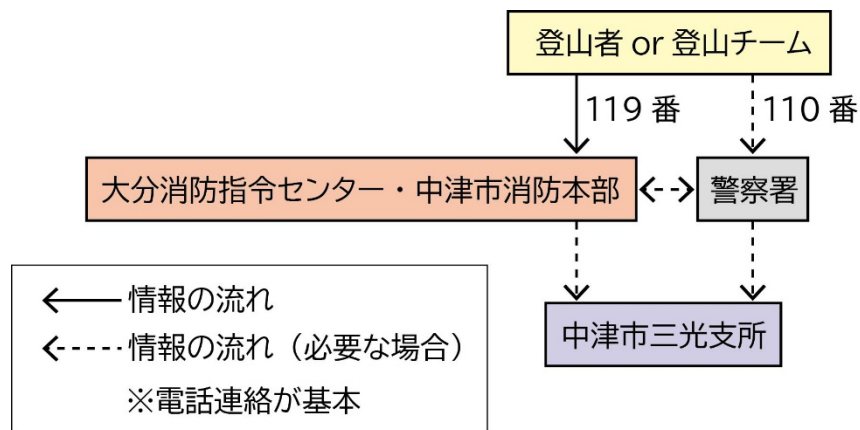 登山者 or 登山チーム
119 番
110 番
大分消防指令センター・中津市消防本部
警察署
情報の流れ
情報の流れ（必要な場合）
※電話連絡が基本
中津市三光支所